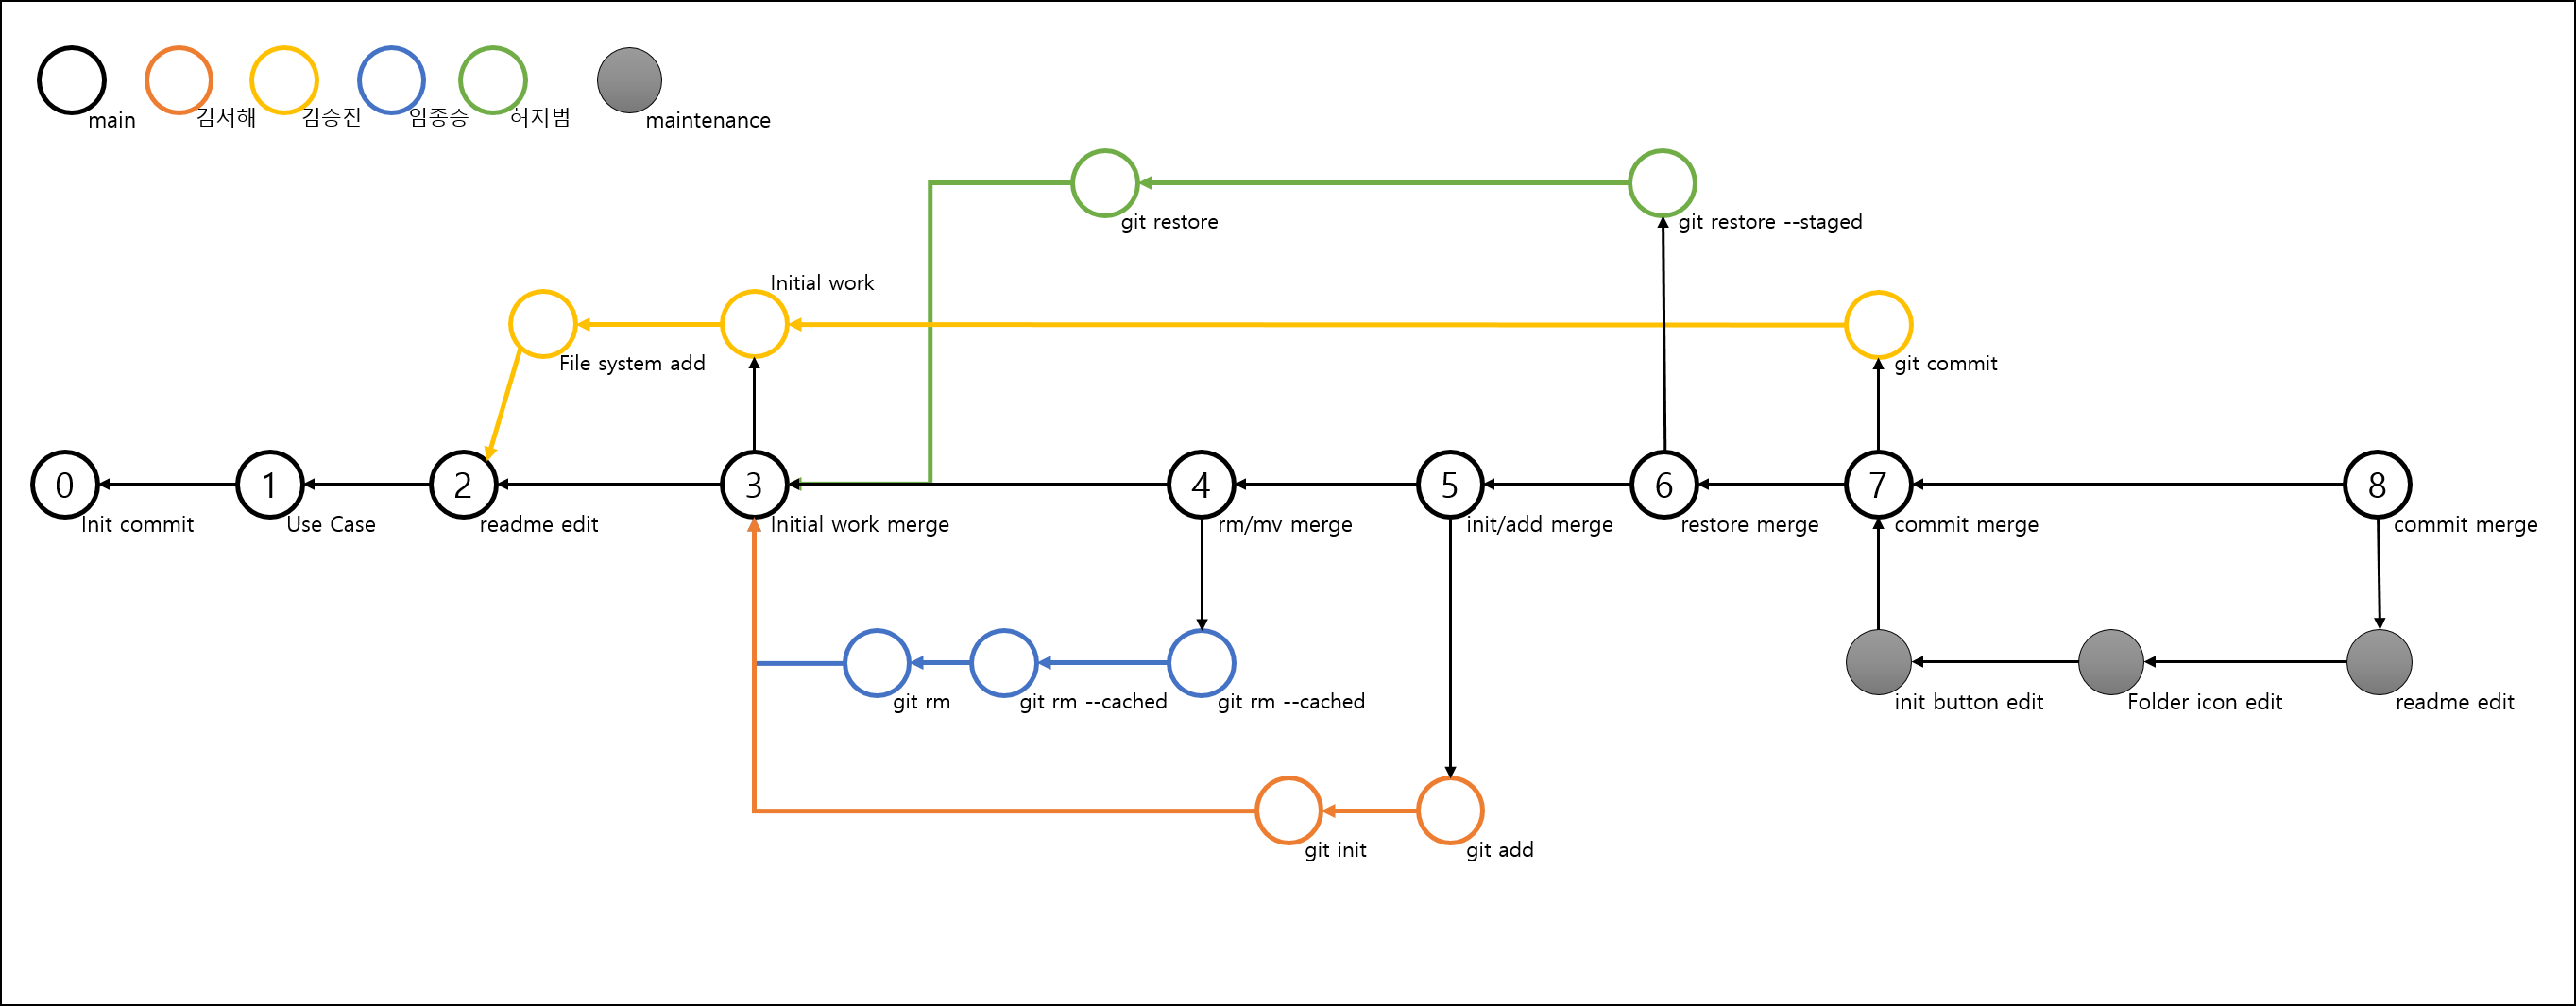 main
김서해
김승진
임종승
허지범
maintenance
git restore
git restore --staged
Initial work
File system add
git commit
0
1
2
3
4
5
6
7
8
Init commit
Use Case
readme edit
Initial work merge
rm/mv merge
init/add merge
restore merge
commit merge
commit merge
git rm
git rm --cached
git rm --cached
init button edit
Folder icon edit
readme edit
git init
git add